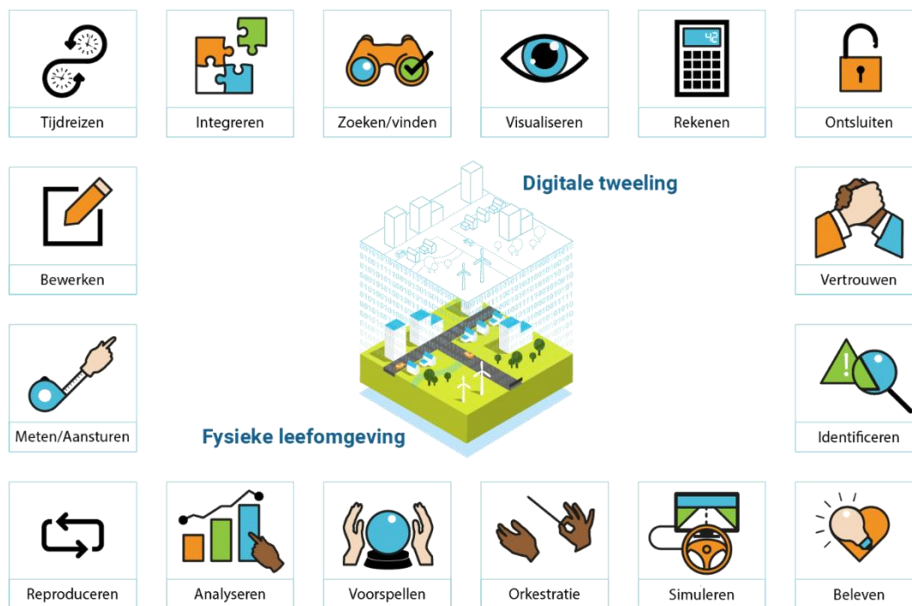 Tijdreizen
Integreren
Zoeken/vinden
Visualiseren
42
Rekenen
Ontsluiten
Digitale tweeling
Bewerken
Vertrouwen
Meten/Aansturen
Fysieke leefomgeving
Identificeren
Reproduceren
Analyseren
Voorspellen
Orkestratie
Simuleren
Beleven